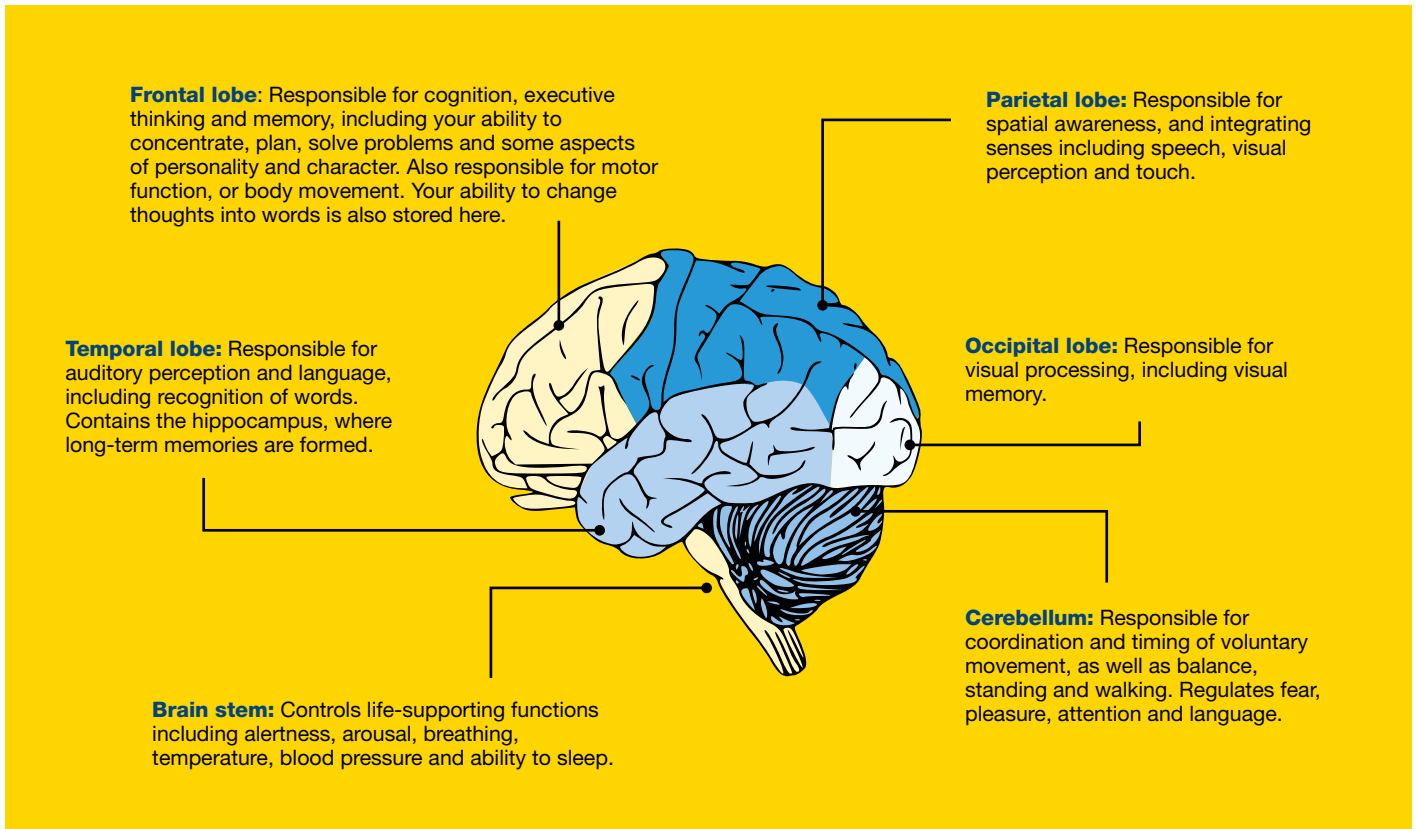 Frontal lobe: Responsible for cognition, executive
thinking and memory, including your ability to
concentrate, plan, solve problems and some aspects
of personality and character. Also responsible for motor
function, or body movement. Your ability to change
thoughts into words is also stored here.
Parietal lobe: Responsible for
spatial awareness, and integrating
senses including speech, visual
perception and touch.
Temporal lobe: Responsible for
auditory perception and language,
including recognition of words.
Contains the hippocampus, where
long-term memories are formed.
Occipital lobe: Responsible for
visual processing, including visual
memory.
Cerebellum: Responsible for
coordination and timing of voluntary
movement, as well as balance,
standing and walking. Regulates fear,
pleasure, attention and language.
Brain stem: Controls life-supporting functions
including alertness, arousal, breathing,
temperature, blood pressure and ability to sleep.